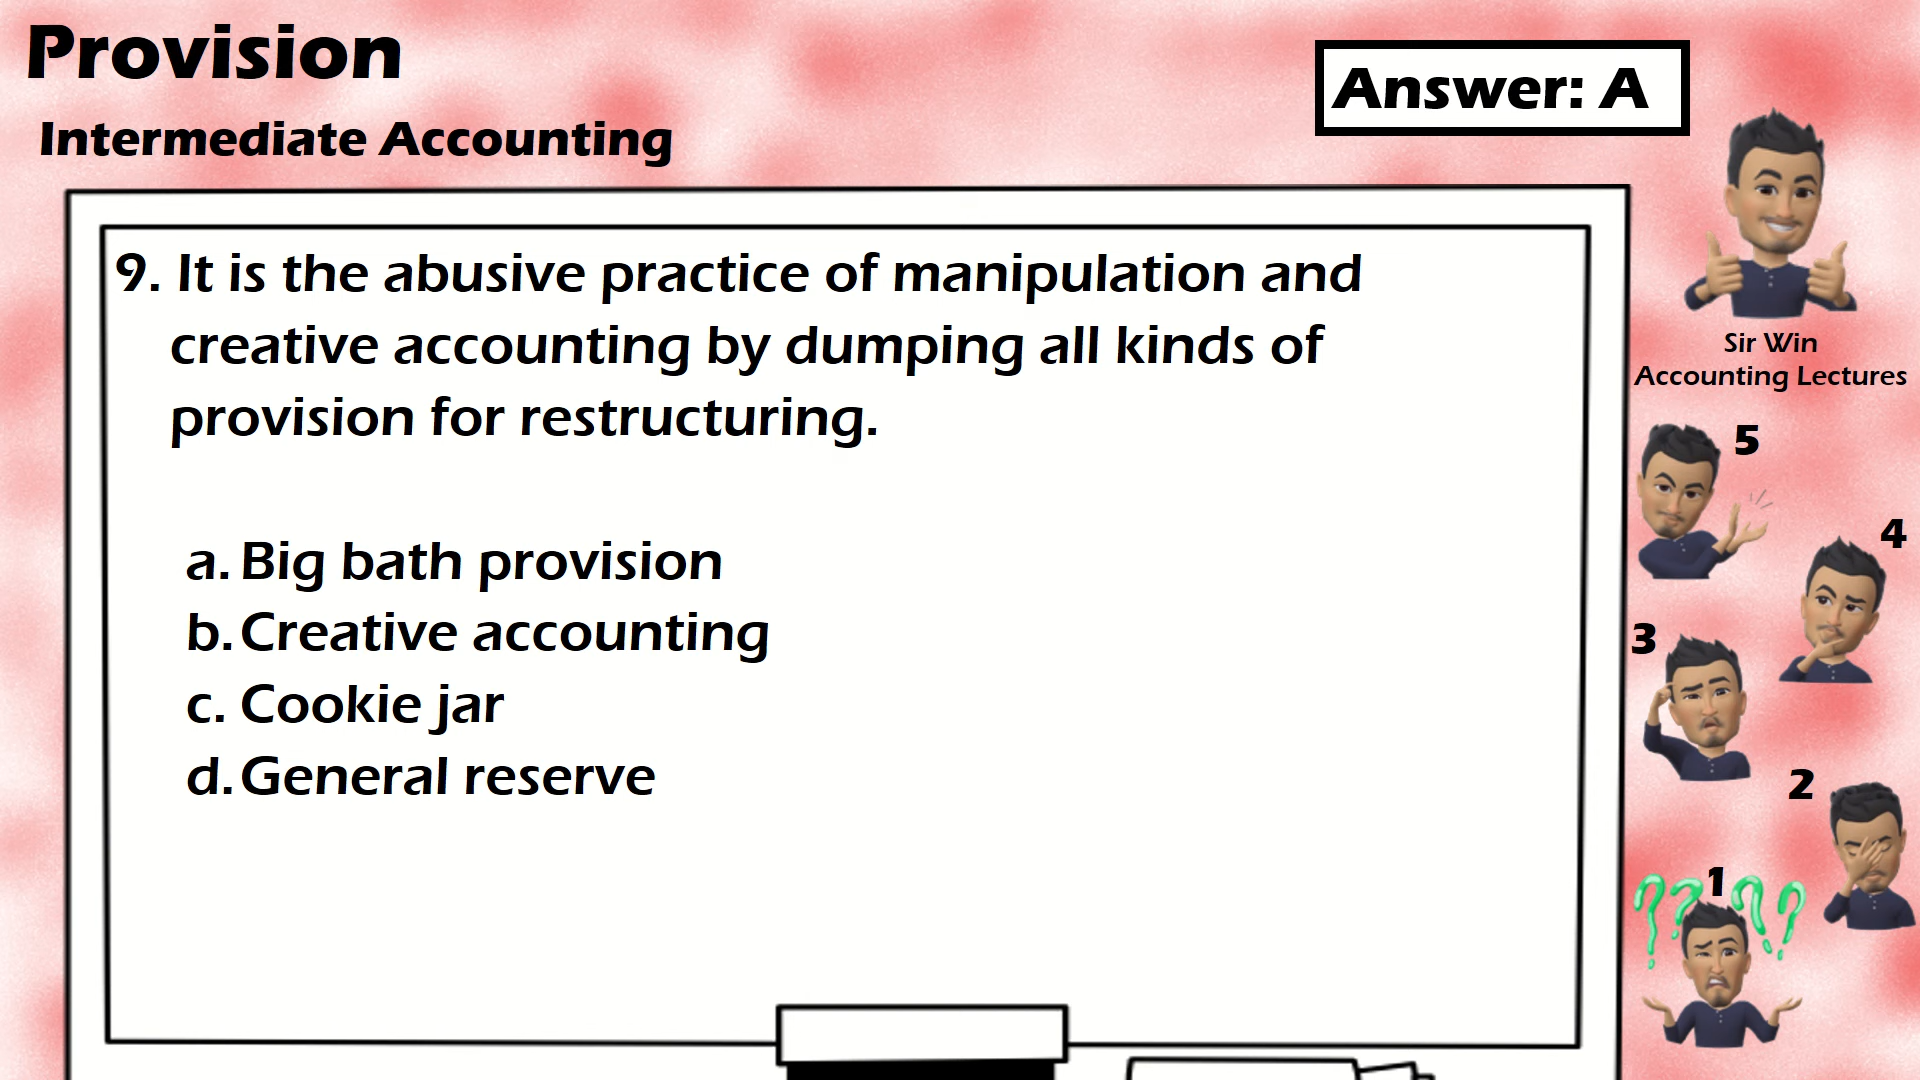 Provision
Intermediate Accounting
Answer: A
9. It is the abusive practice of manipulation and
creative accounting by dumping all kinds of
provision for restructuring.
a. Big bath provision
b. Creative accounting
c. Cookie jar
d. General reserve
Sir Win
Accounting Lectures
5
4
3
2
1
????